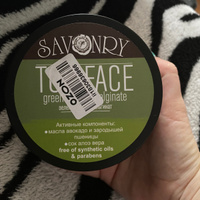 SAVONRY
TO FACE
green alginate
OZON
Активные компоненты:
• масла авокадо и зародышей
пшеницы
• сок алоэ вера
free of synthetic oils
& parabens